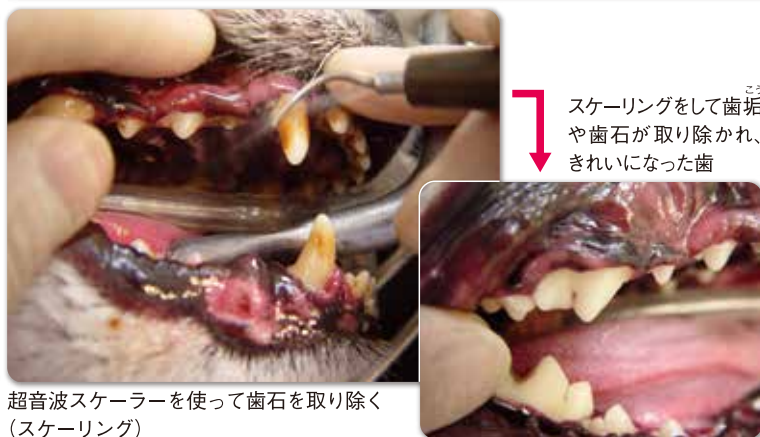 スケーリングをして歯垢
や歯石が取り除かれ、
きれいになった歯
超音波スケーラーを使って歯石を取り除く
（スケーリング）